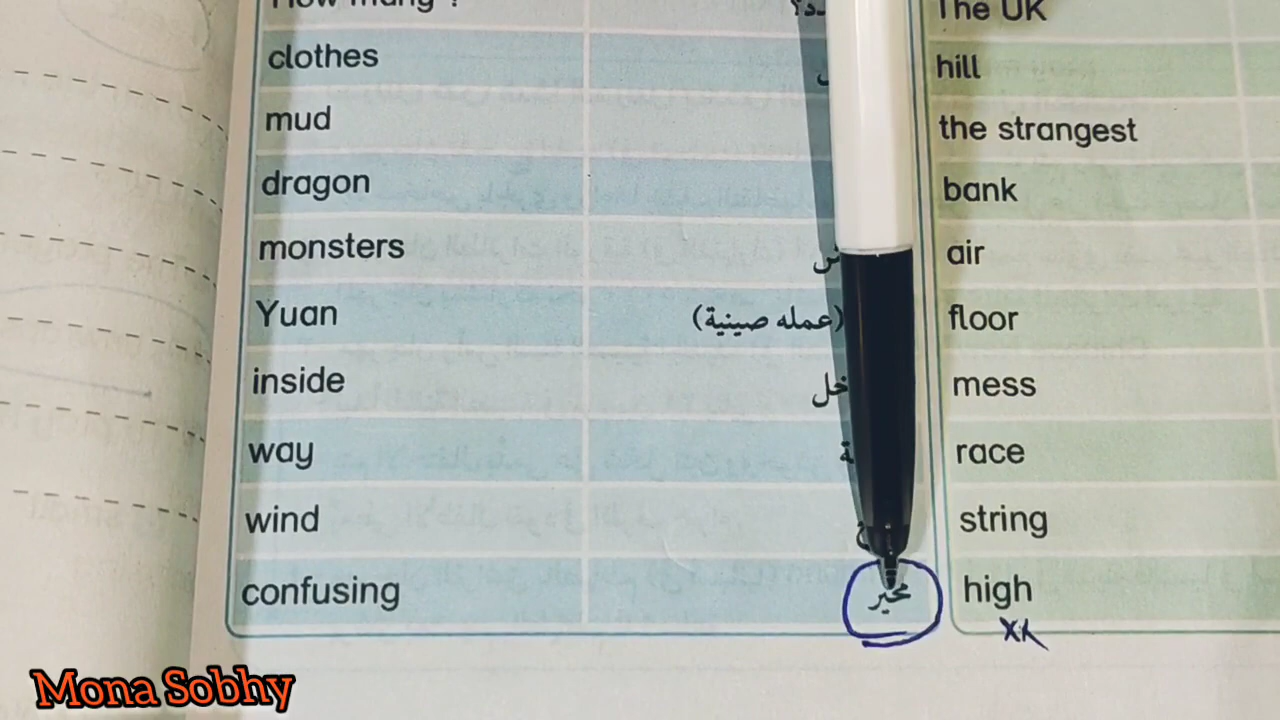 clothes
mud
dragon
monsters
Yuan (عمله صينية)
inside
way
wind
confusing محير
The UK
hill
the strangest
bank
air
floor
mess
race
string
high
Mona Sobhy